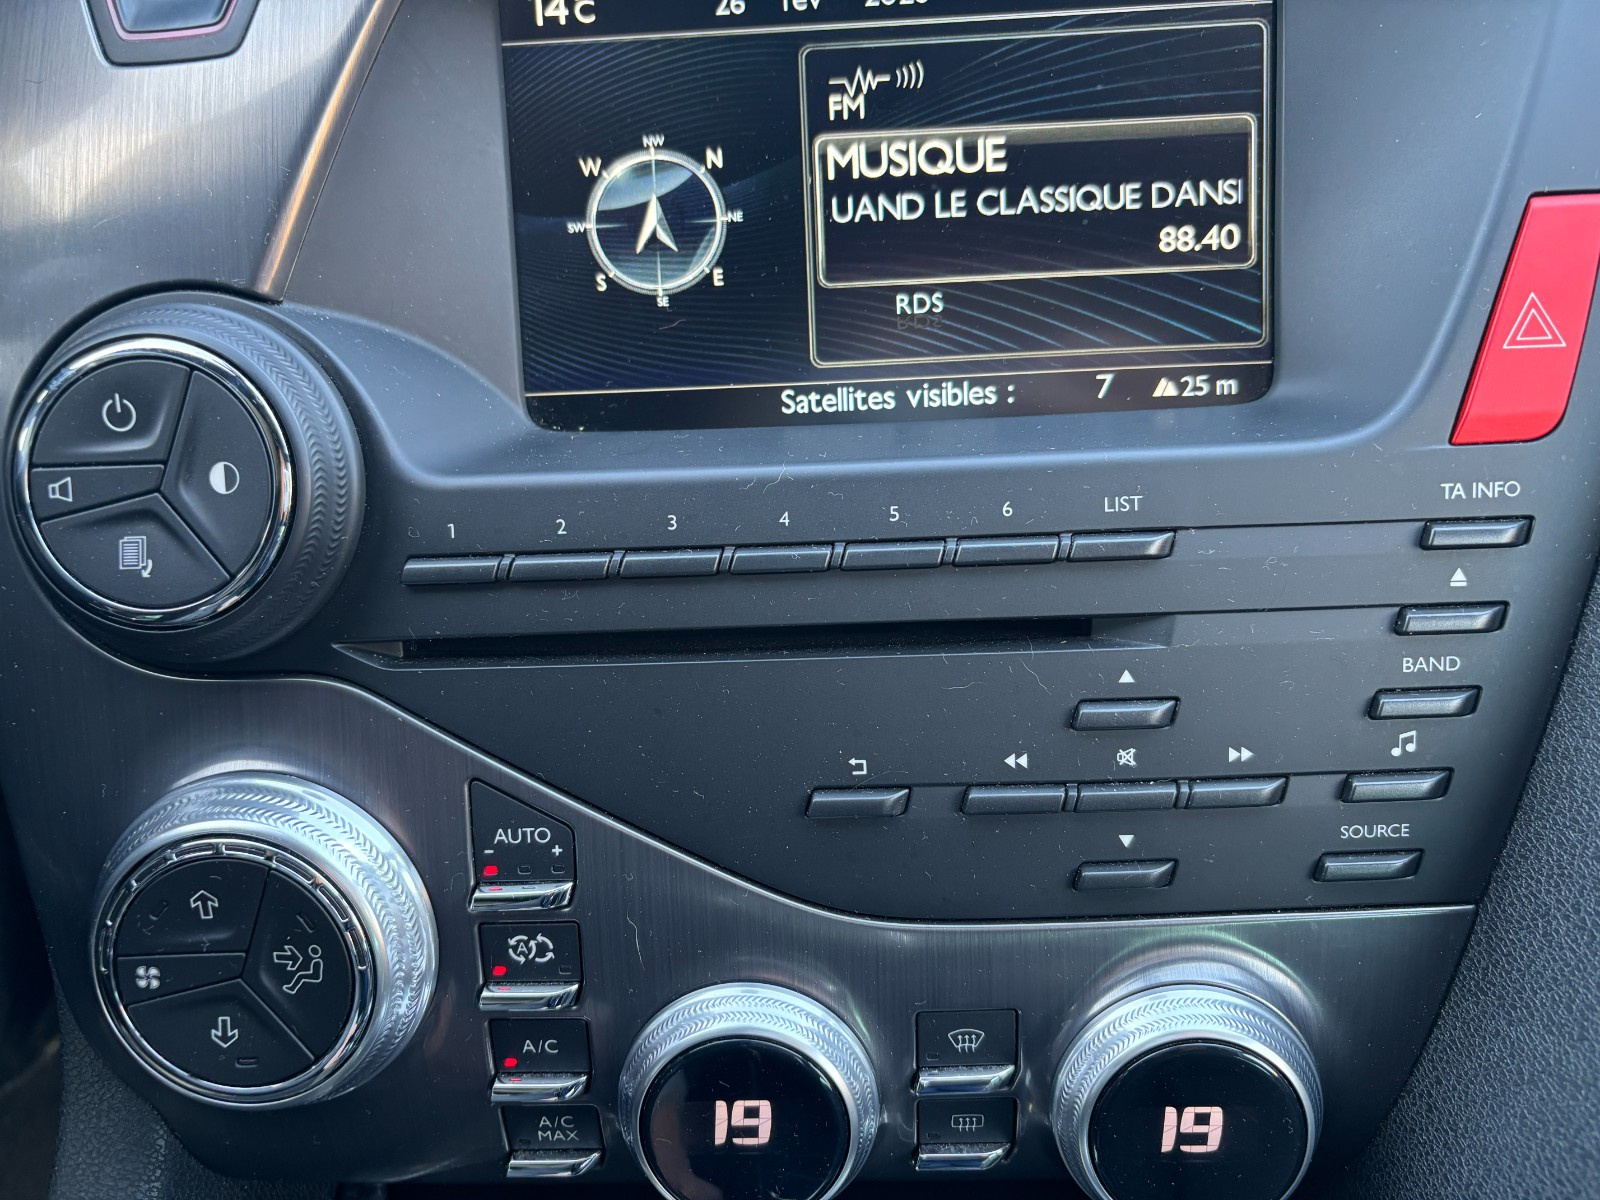 14°C 26
FM
MUSIQUE
UAND LE CLASSIQUE DANS
88.40
RDS
NW
W N
SW NE
S E
SE
Satellites visibles : 7 25 m
1 2 3 4 5 6 LIST
TA INFO
BAND
SOURCE
- AUTO +
A
A/C
A/C
MAX
19
19